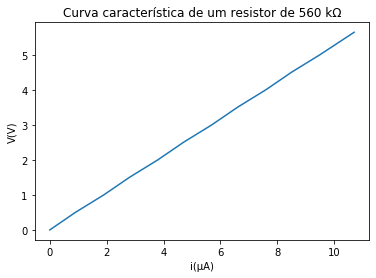 Curva característica de um resistor de 560 kΩ
V(V)
5
4
3
2
1
0
0 2 4 6 8 10
i(μA)